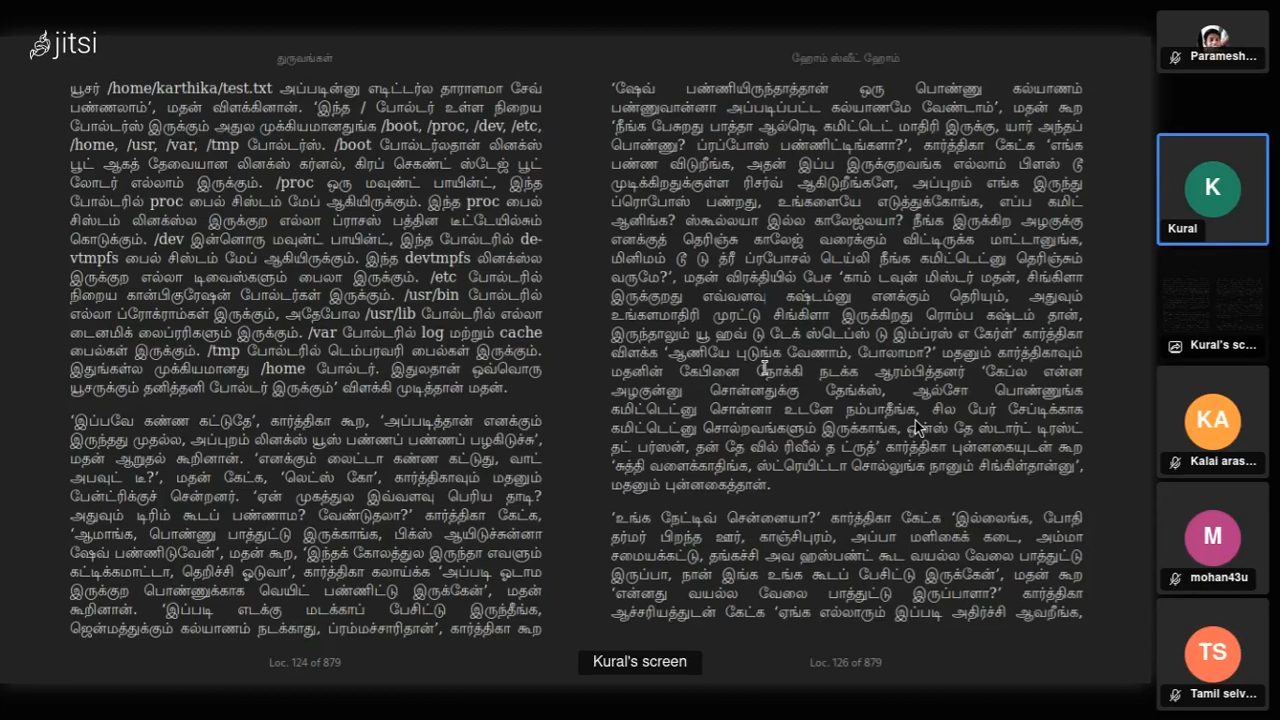 jitsi
துருவங்கள்
யூசர் /home/karthika/test.txt அப்படின்னு எடிட்டர்ல தாராளமா சேவ்
பண்ணலாம்', மதன் விளக்கினான். 'இந்த / போல்டர் உள்ள நிறைய
போல்டர்ஸ் இருக்கும் அதுல முக்கியமானதுங்க /boot, /proc, /dev, /etc,
/home, /usr, /var, /tmp போல்டர்ஸ். /boot போல்டர்லதான் லினக்ஸ்
பூட் ஆகத் தேவையான லினக்ஸ் கர்னல், கிரப் செகண்ட் ஸ்டேஜ் பூட்
லோடர் எல்லாம் இருக்கும். /proc ஒரு மவுண்ட் பாயின்ட், இந்த
போல்டரில் proc பைல் சிஸ்டம் மேப் ஆகியிருக்கும். இந்த proc பைல்
சிஸ்டம் லினக்ஸ்ல இருக்குற எல்லா ப்ராசஸ் பத்தின டீட்டேயில்சும்
கொடுக்கும். /dev இன்னொரு மவுண்ட் பாயின்ட், இந்த போல்டரில் de-
vtmpfs பைல் சிஸ்டம் மேப் ஆகியிருக்கும். இந்த devtmpfs லினக்ஸ்ல
இருக்குற எல்லா டிவைஸ்களும் பைலா இருக்கும். /etc போல்டரில்
நிறைய கான்பிகுரேஷன் போல்டர்கள் இருக்கும். /usr/bin போல்டரில்
எல்லா ப்ரோக்ராம்கள் இருக்கும், அதேபோல /usr/lib போல்டரில் எல்லா
டைனமிக் லைப்ரரிகளும் இருக்கும். /var போல்டரில் log மற்றும் cache
பைல்கள் இருக்கும். /tmp போல்டரில் டெம்பரவரி பைல்கள் இருக்கும்.
இதுங்கள்ல முக்கியமானது /home போல்டர். இதுலதான் ஒவ்வொரு
யூசருக்கும் தனித்தனி போல்டர் இருக்கும்' விளக்கி முடித்தான் மதன்.
'இப்பவே கண்ண கட்டுதே', கார்த்திகா கூற, 'அப்படித்தான் எனக்கும்
இருந்தது முதல்ல, அப்புறம் லினக்ஸ் யூஸ் பண்ணப் பண்ணப் பழகிடுச்சு',
மதன் ஆறுதல் கூறினான். 'எனக்கும் லைட்டா கண்ண கட்டுது, வாட்
அபவுட் டீ?', மதன் கேட்க, 'லெட்ஸ் கோ', கார்த்திகாவும் மதனும்
பேன்ட்ரிக்குச் சென்றனர். 'ஏன் முகத்துல இவ்வளவு பெரிய தாடி?
அதுவும் டிரிம் கூடப் பண்ணாம? வேண்டுதலா?' கார்த்திகா கேட்க,
'ஆமாங்க, பொண்ணு பாத்துட்டு இருக்காங்க, பிக்ஸ் ஆயிடுச்சுன்னா
ஷேவ் பண்ணிடுவேன்', மதன் கூற, 'இந்தக் கோலத்துல இருந்தா எவளும்
கட்டிக்கமாட்டா, தெறிச்சி ஓடுவா', கார்த்திகா கலாய்க்க 'அப்படி ஓடாம
இருக்குற பொண்ணுக்காக வெயிட் பண்ணிட்டு இருக்கேன்', மதன்
கூறினான். 'இப்படி எடக்கு மடக்காப் பேசிட்டு இருந்தீங்க,
ஜென்மத்துக்கும் கல்யாணம் நடக்காது, ப்ரம்மச்சாரிதான்', கார்த்திகா கூற
Loc. 124 of 879
ஹோம் ஸ்வீட் ஹோம்
'ஷேவ் பண்ணியிருந்தாத்தான் ஒரு பொண்ணு கல்யாணம்
பண்ணுவான்னா அப்படிப்பட்ட கல்யாணமே வேண்டாம்', மதன் கூற
'நீங்க பேசுறது பாத்தா ஆல்ரெடி கமிட்டெட் மாதிரி இருக்கு, யார் அந்தப்
பொண்ணு? ப்ரப்போஸ் பண்ணிட்டிங்களா?', கார்த்திகா கேட்க 'எங்க
பண்ண விடுறீங்க, அதன் இப்ப இருக்குறவங்க எல்லாம் பிளஸ் டூ
முடிக்கிறதுக்குள்ள ரிசர்வ் ஆகிடுறீங்களே, அப்புறம் எங்க இருந்து
ப்ரொபோஸ் பண்றது, உங்களையே எடுத்துக்கோங்க, எப்ப கமிட்
ஆனிங்க? ஸ்கூல்லயா இல்ல காலேஜ்லயா? நீங்க இருக்கிற அழகுக்கு
எனக்குத் தெரிஞ்சு காலேஜ் வரைக்கும் விட்டிருக்க மாட்டானுங்க,
மினிமம் டூ டு த்ரீ ப்ரபோசல் டெய்லி நீங்க கமிட்டெட்னு தெரிஞ்சும்
வருமே?', மதன் விரக்தியில் பேச 'காம் டவுன் மிஸ்டர் மதன், சிங்கிளா
இருக்குறது எவ்வளவு கஷ்டம்னு எனக்கும் தெரியும், அதுவும்
உங்களமாதிரி முரட்டு சிங்கிளா இருக்கிறது ரொம்ப கஷ்டம் தான்,
இருந்தாலும் யூ ஹவ் டு டேக் ஸ்டெப்ஸ் டு இம்ப்ரஸ் எ கேர்ள்' கார்த்திகா
விளக்க 'ஆணியே புடுங்க வேணாம், போலாமா?' மதனும் கார்த்திகாவும்
மதனின் கேபினை நோக்கி நடக்க ஆரம்பித்தனர் 'கேப்ல என்ன
அழகுன்னு சொன்னதுக்கு தேங்க்ஸ், ஆல்சோ பொண்ணுங்க
கமிட்டெட்னு சொன்னா உடனே நம்பாதீங்க, சில பேர் சேப்டிக்காக
கமிட்டெட்னு சொல்றவங்களும் இருக்காங்க, ஒன்ஸ் தே ஸ்டார்ட் டிரஸ்ட்
தட் பர்ஸன், தன் தே வில் ரிவீல் த ட்ருத்' கார்த்திகா புன்னகையுடன் கூற
'சுத்தி வளைக்காதிங்க, ஸ்ட்ரெயிட்டா சொல்லுங்க நானும் சிங்கிள்தான்னு',
மதனும் புன்னகைத்தான்.
'உங்க நேட்டிவ் சென்னையா?' கார்த்திகா கேட்க 'இல்லைங்க, போதி
தர்மர் பிறந்த ஊர், காஞ்சிபுரம், அப்பா மளிகைக் கடை, அம்மா
சமையக்கட்டு, தங்கச்சி அவ ஹஸ்பண்ட் கூட வயல்ல வேலை பாத்துட்டு
இருப்பா, நான் இங்க உங்க கூடப் பேசிட்டு இருக்கேன்', மதன் கூற
'என்னது வயல்ல வேலை பாத்துட்டு இருப்பாளா?' கார்த்திகா
ஆச்சரியத்துடன் கேட்க 'ஏங்க எல்லாரும் இப்படி அதிர்ச்சி ஆவறீங்க,
Loc. 126 of 879
Kural's screen
Paramesh...
K
Kural
Kural's sc...
KA
Kalai aras...
M
mohan43u
TS
Tamil selv...